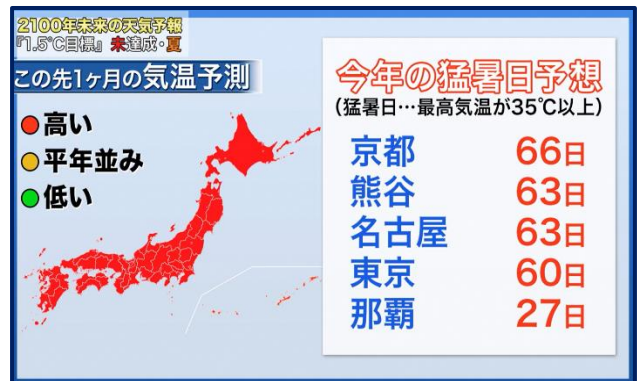 2100年未来の天気予報
『1.5℃目標』未達成・夏
この先1ヶ月の気温予測
高い
平年並み
低い
今年の猛暑日予想
(猛暑日…最高気温が35℃以上)
京都 66日
熊谷 63日
名古屋 63日
東京 60日
那覇 27日